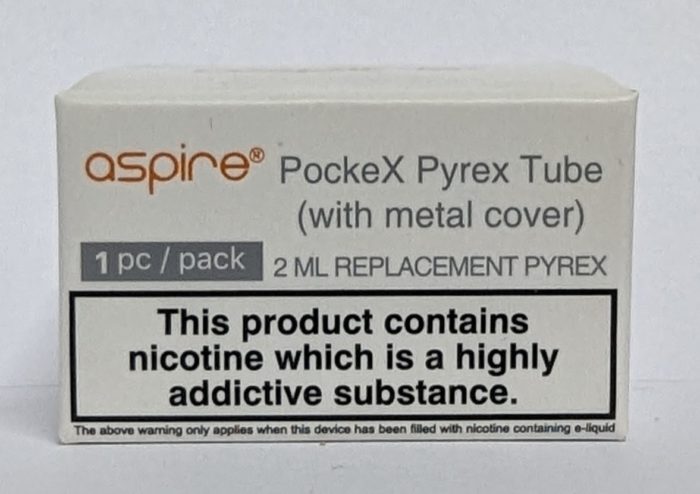 aspire® PockeX Pyrex Tube
(with metal cover)
1 pc / pack 2 ML REPLACEMENT PYREX
This product contains
nicotine which is a highly
addictive substance.
The above warning only applies when this device has been filled with nicotine containing e-liquid